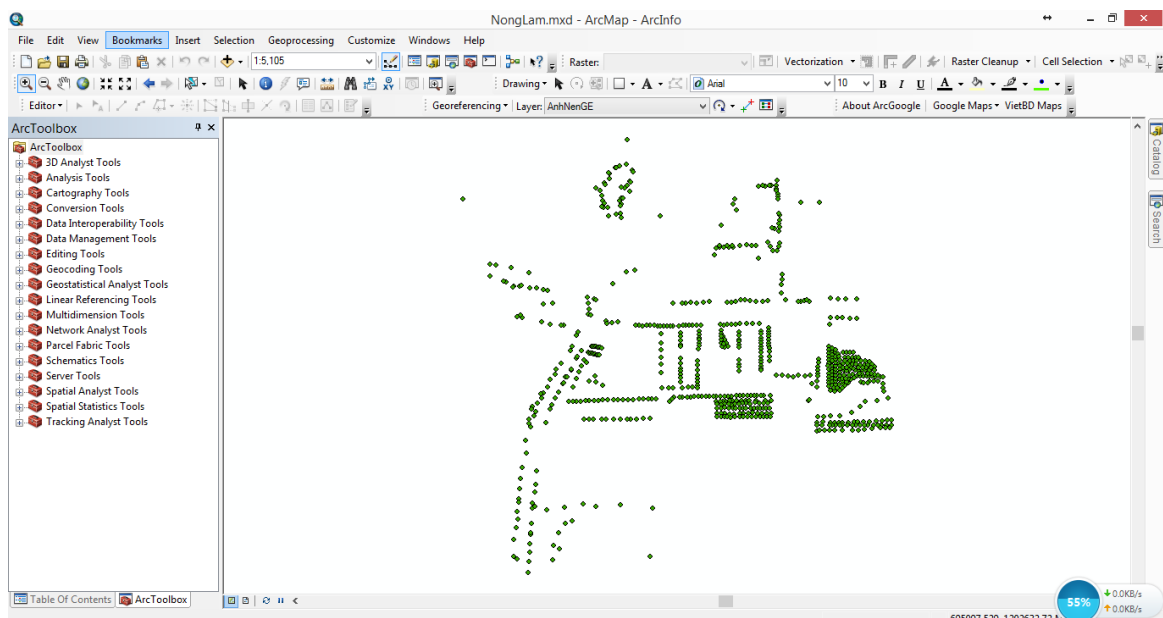 NongLam.mxd - ArcMap - ArcInfo
File Edit View Bookmarks Insert Selection Geoprocessing Customize Windows Help
1:5,105 Raster: Vectorization Raster Cleanup Cell Selection
Drawing A Arial 10 B I U A
Editor Georeferencing Layer: AnhNenGE About ArcGoogle Google Maps VietBD Maps
ArcToolbox
ArcToolbox
3D Analyst Tools
Analysis Tools
Cartography Tools
Conversion Tools
Data Interoperability Tools
Data Management Tools
Editing Tools
Geocoding Tools
Geostatistical Analyst Tools
Linear Referencing Tools
Multidimension Tools
Network Analyst Tools
Parcel Fabric Tools
Schematics Tools
Server Tools
Spatial Analyst Tools
Spatial Statistics Tools
Tracking Analyst Tools
Catalog
Search
Table Of Contents ArcToolbox
55%
0.0KB/s
0.0KB/s